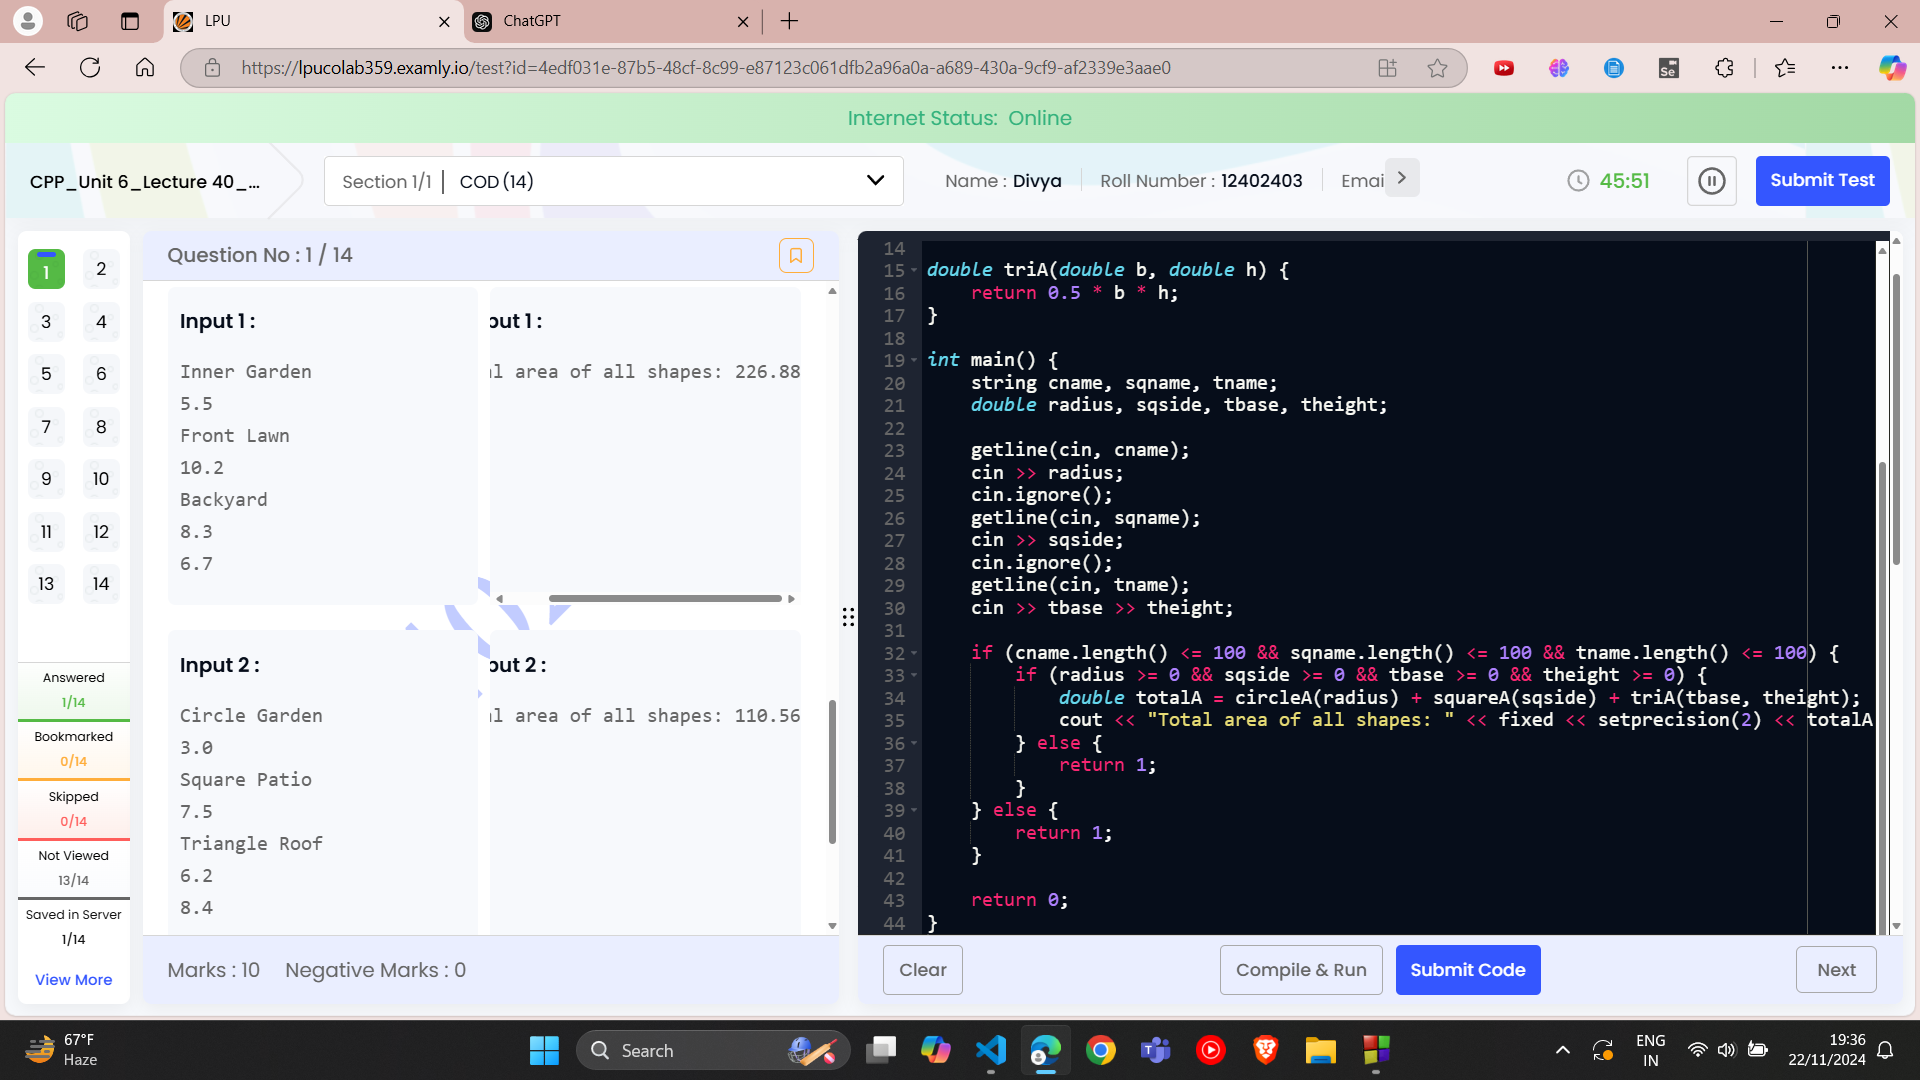 LPU
ChatGPT
https://lpucolab359.examly.io/test?id=4edf031e-87b5-48cf-8c99-e87123c061dfb2a96a0a-a689-430a-9cf9-af2339e3aae0
Internet Status: Online
CPP_Unit 6_Lecture 40_...
Section 1/1 | COD (14)
Name : Divya
Roll Number : 12402403
Emai
45:51
Submit Test
1 2
3 4
5 6
7 8
9 10
11 12
13 14
Answered
1/14
Bookmarked
0/14
Skipped
0/14
Not Viewed
13/14
Saved in Server
1/14
View More
Question No : 1 / 14
Input 1 :
Inner Garden
5.5
Front Lawn
10.2
Backyard
8.3
6.7
put 1 :
al area of all shapes: 226.88
Input 2 :
Circle Garden
3.0
Square Patio
7.5
Triangle Roof
6.2
8.4
put 2 :
al area of all shapes: 110.56
Marks : 10 Negative Marks : 0
14
15 double triA(double b, double h) {
16 return 0.5 * b * h;
17 }
18
19 int main() {
20 string cname, sqname, tname;
21 double radius, sqside, tbase, theight;
22
23 getline(cin, cname);
24 cin >> radius;
25 cin.ignore();
26 getline(cin, sqname);
27 cin >> sqside;
28 cin.ignore();
29 getline(cin, tname);
30 cin >> tbase >> theight;
31
32 if (cname.length() <= 100 && sqname.length() <= 100 && tname.length() <= 100) {
33 if (radius >= 0 && sqside >= 0 && tbase >= 0 && theight >= 0) {
34 double totalA = circleA(radius) + squareA(sqside) + triA(tbase, theight);
35 cout << "Total area of all shapes: " << fixed << setprecision(2) << totalA
36 } else {
37 return 1;
38 }
39 } else {
40 return 1;
41 }
42
43 return 0;
44 }
Clear
Compile & Run
Submit Code
Next
67°F
Haze
Search
Se
ENG
IN
19:36
22/11/2024